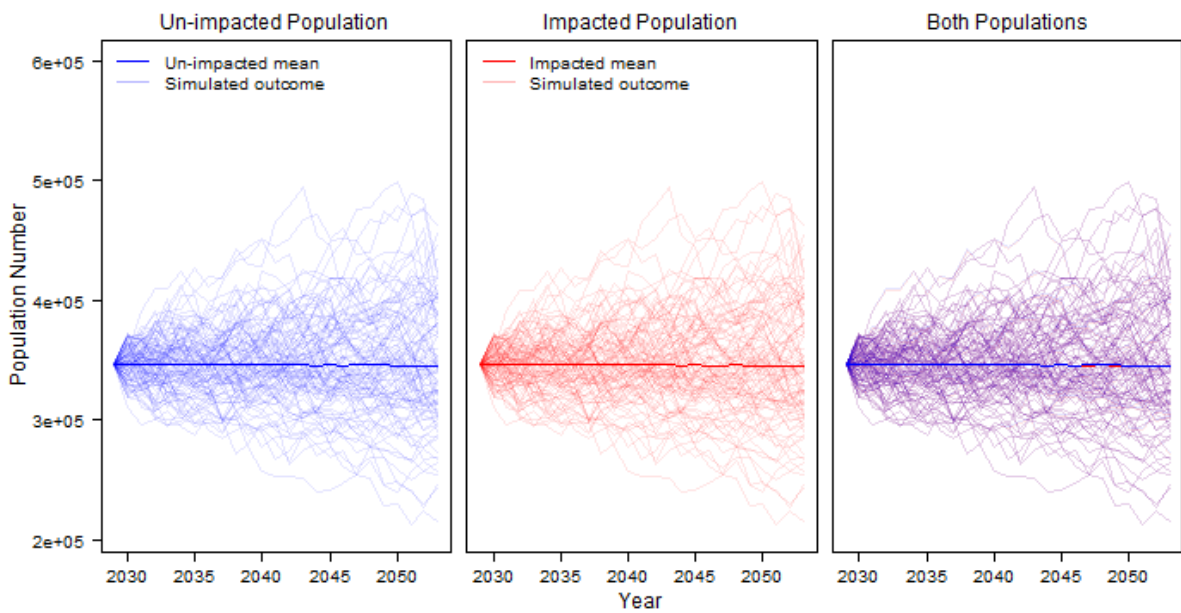 Un-impacted Population
Impacted Population
Both Populations
Un-impacted mean
Simulated outcome
Impacted mean
Simulated outcome
Population Number
6e+05
5e+05
4e+05
3e+05
2e+05
2030 2035 2040 2045 2050
2030 2035 2040 2045 2050
2030 2035 2040 2045 2050
Year